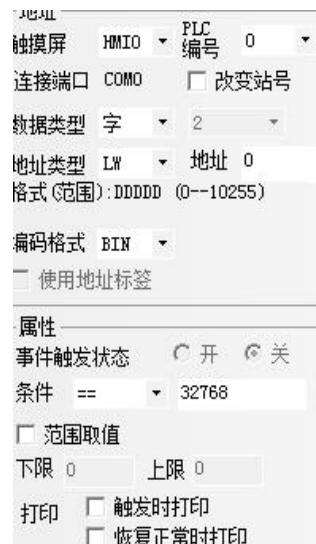 地址
触摸屏 HMI0 PLC编号 0
连接端口 COM0 改变站号
数据类型 字 2
地址类型 LW 地址 0
格式(范围):DDDDD (0--10255)
编码格式 BIN
使用地址标签
属性
事件触发状态 开 关
条件 == 32768
范围取值
下限 0 上限 0
打印 触发时打印
恢复正常时打印